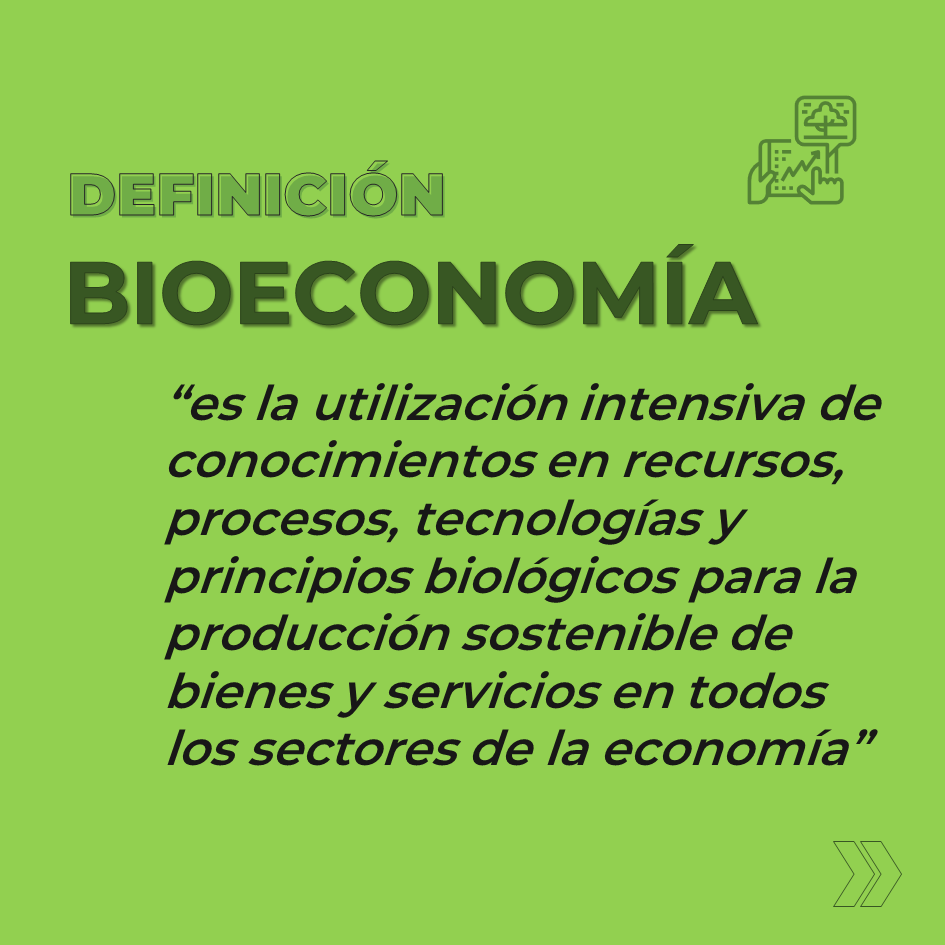 DEFINICIÓN
BIOECONOMÍA
“es la utilización intensiva de
conocimientos en recursos,
procesos, tecnologías y
principios biológicos para la
producción sostenible de
bienes y servicios en todos
los sectores de la economía”